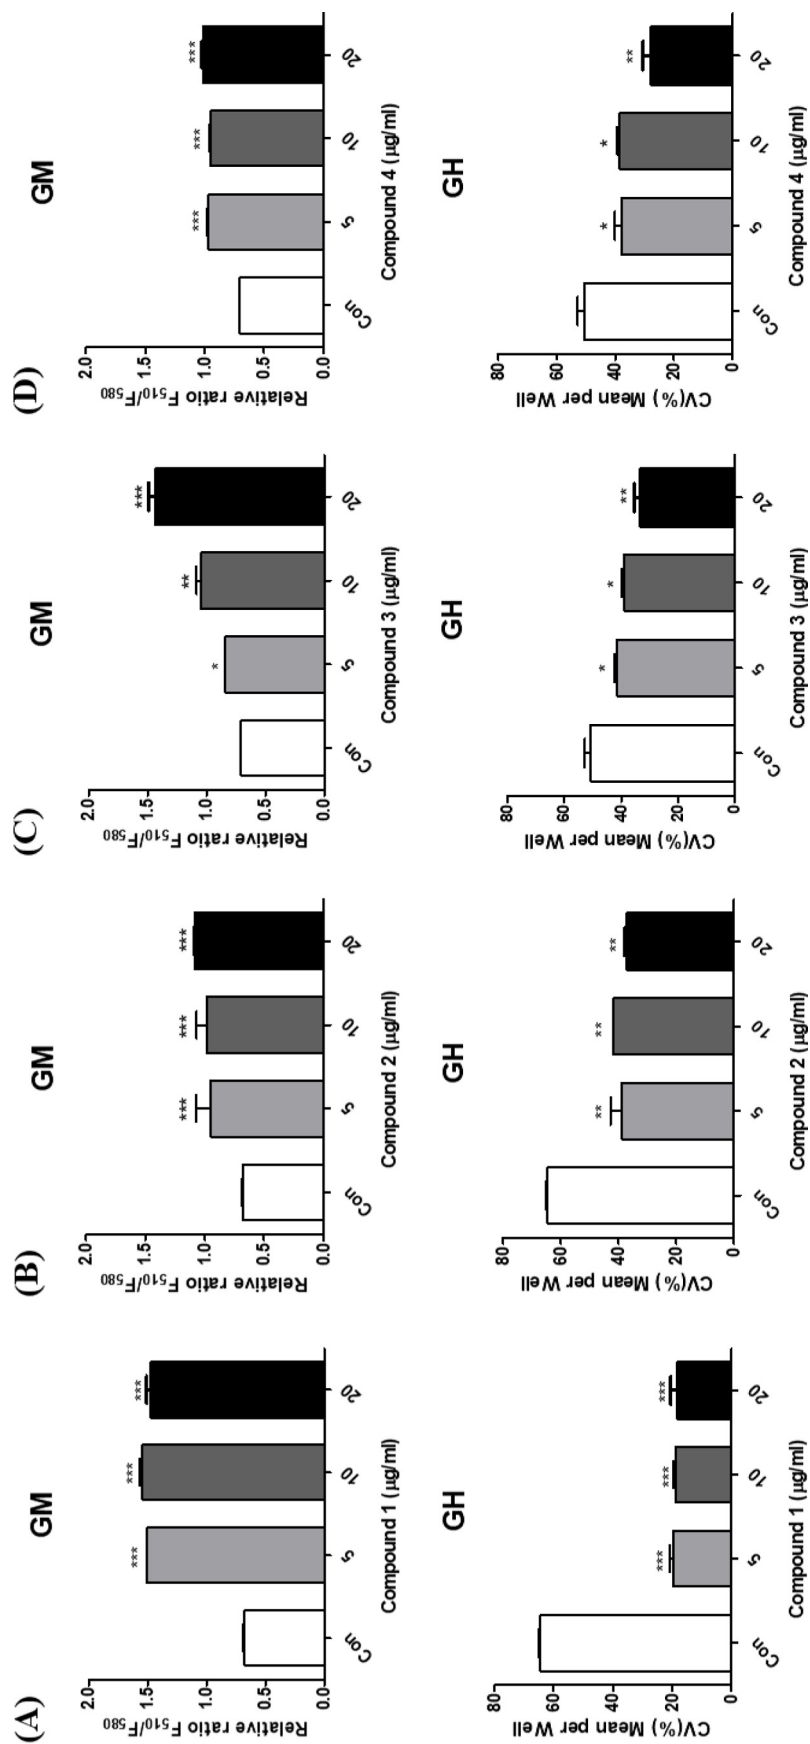 (A)
GM
Relative ratio F510/F580
2.0
1.5
1.0
0.5
0.0
***
***
***
Con
5
10
20
Compound 1 (μg/ml)
GH
CV(%) Mean per Well
80
60
40
20
0
***
***
***
Con
5
10
20
Compound 1 (μg/ml)
(B)
GM
Relative ratio F510/F580
2.0
1.5
1.0
0.5
0.0
***
***
***
Con
5
10
20
Compound 2 (μg/ml)
GH
CV(%) Mean per Well
80
60
40
20
0
**
**
**
Con
5
10
20
Compound 2 (μg/ml)
(C)
GM
Relative ratio F510/F580
2.0
1.5
1.0
0.5
0.0
*
**
***
Con
5
10
20
Compound 3 (μg/ml)
GH
CV(%) Mean per Well
80
60
40
20
0
*
*
**
Con
5
10
20
Compound 3 (μg/ml)
(D)
GM
Relative ratio F510/F580
2.0
1.5
1.0
0.5
0.0
***
***
***
Con
5
10
20
Compound 4 (μg/ml)
GH
CV(%) Mean per Well
80
60
40
20
0
*
*
**
Con
5
10
20
Compound 4 (μg/ml)